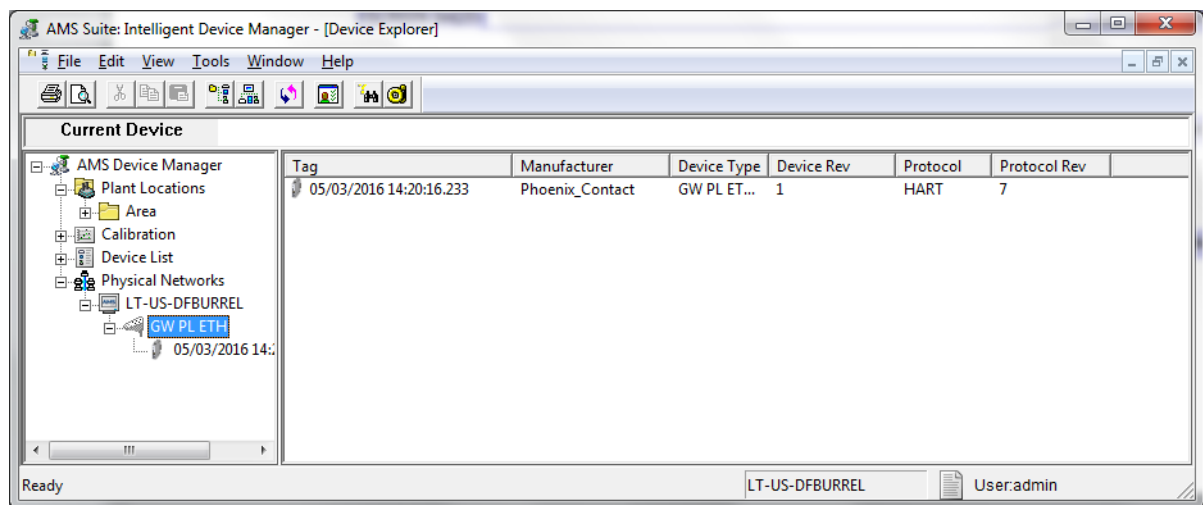 AMS Suite: Intelligent Device Manager - [Device Explorer]
File Edit View Tools Window Help
Current Device
AMS Device Manager
Plant Locations
Area
Calibration
Device List
Physical Networks
LT-US-DFBURREL
GW PL ETH
05/03/2016 14:2
Tag Manufacturer Device Type Device Rev Protocol Protocol Rev
05/03/2016 14:20:16.233 Phoenix_Contact GW PL ET... 1 HART 7
Ready LT-US-DFBURREL User:admin